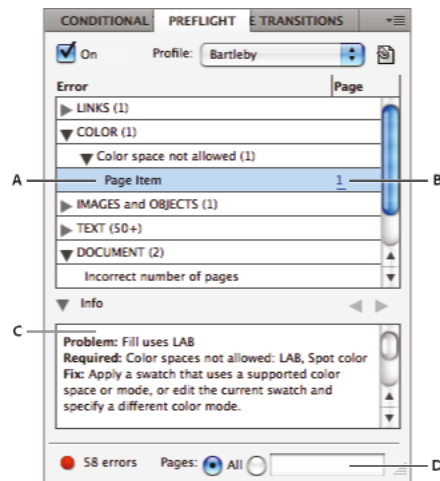 CONDITIONAL PREFLIGHT E TRANSITIONS
On Profile: Bartleby
Error Page
LINKS (1)
COLOR (1)
Color space not allowed (1)
A Page Item 1 B
IMAGES and OBJECTS (1)
TEXT (50+)
DOCUMENT (2)
Incorrect number of pages
Info
C
Problem: Fill uses LAB
Required: Color spaces not allowed: LAB, Spot color
Fix: Apply a swatch that uses a supported color
space or mode, or edit the current swatch and
specify a different color mode.
58 errors Pages: All D